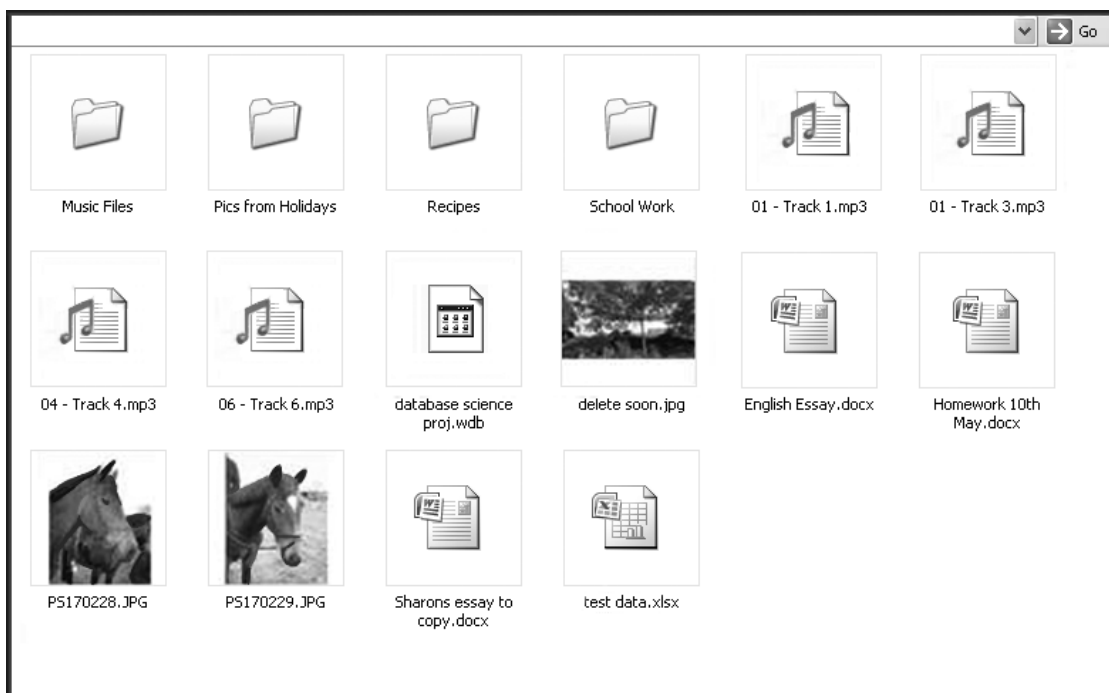 Go
Music Files
Pics from Holidays
Recipes
School Work
01 - Track 1.mp3
01 - Track 3.mp3
04 - Track 4.mp3
06 - Track 6.mp3
database science
proj.wdb
delete soon.jpg
English Essay.docx
Homework 10th
May.docx
PS170228.JPG
PS170229.JPG
Sharons essay to
copy.docx
test data.xlsx